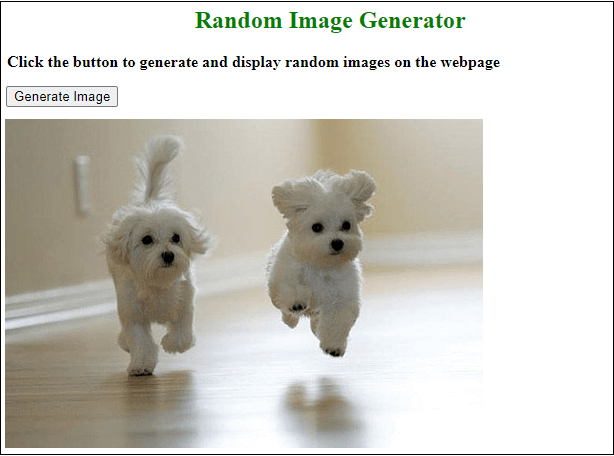 Random Image Generator
Click the button to generate and display random images on the webpage
Generate Image